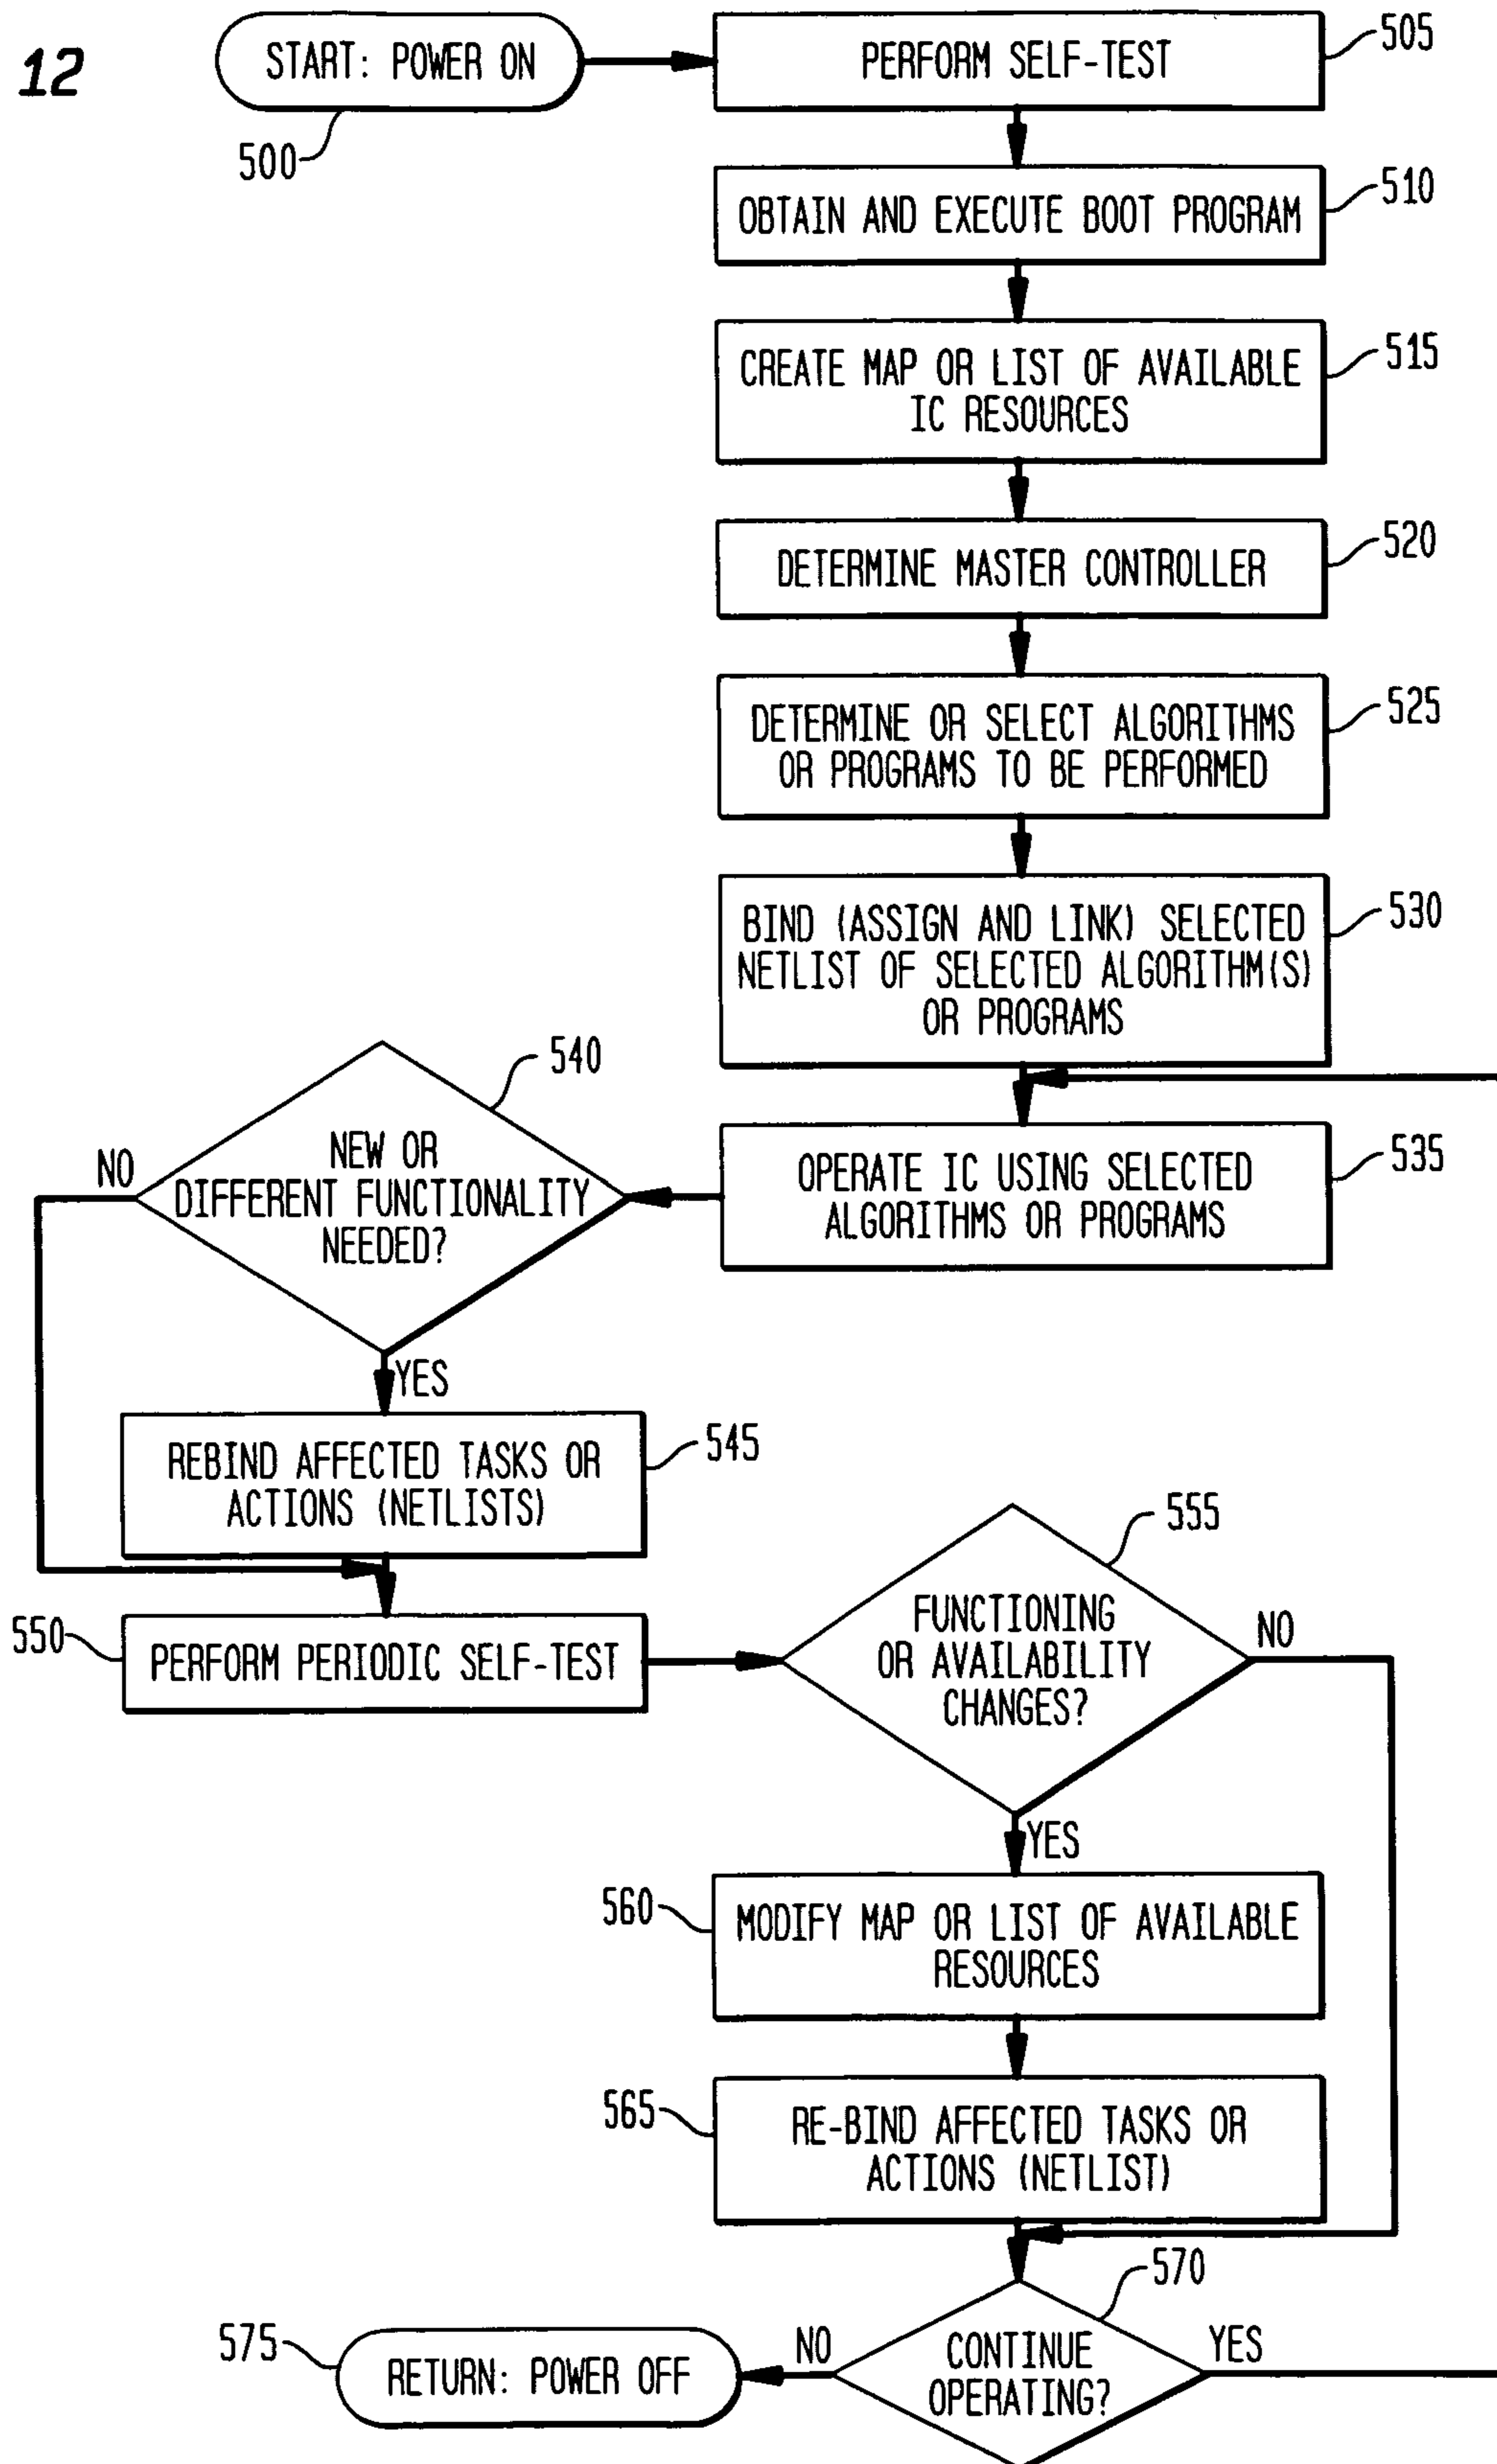 12
START: POWER ON
500
PERFORM SELF-TEST
505
OBTAIN AND EXECUTE BOOT PROGRAM
510
CREATE MAP OR LIST OF AVAILABLE
IC RESOURCES
515
DETERMINE MASTER CONTROLLER
520
DETERMINE OR SELECT ALGORITHMS
OR PROGRAMS TO BE PERFORMED
525
BIND (ASSIGN AND LINK) SELECTED
NETLIST OF SELECTED ALGORITHM(S)
OR PROGRAMS
530
OPERATE IC USING SELECTED
ALGORITHMS OR PROGRAMS
535
540
NEW OR
DIFFERENT FUNCTIONALITY
NEEDED?
NO
YES
REBIND AFFECTED TASKS OR
ACTIONS (NETLISTS)
545
550
PERFORM PERIODIC SELF-TEST
555
FUNCTIONING
OR AVAILABILITY
CHANGES?
NO
YES
560
MODIFY MAP OR LIST OF AVAILABLE
RESOURCES
565
RE-BIND AFFECTED TASKS OR
ACTIONS (NETLIST)
570
CONTINUE
OPERATING?
YES
NO
575
RETURN: POWER OFF